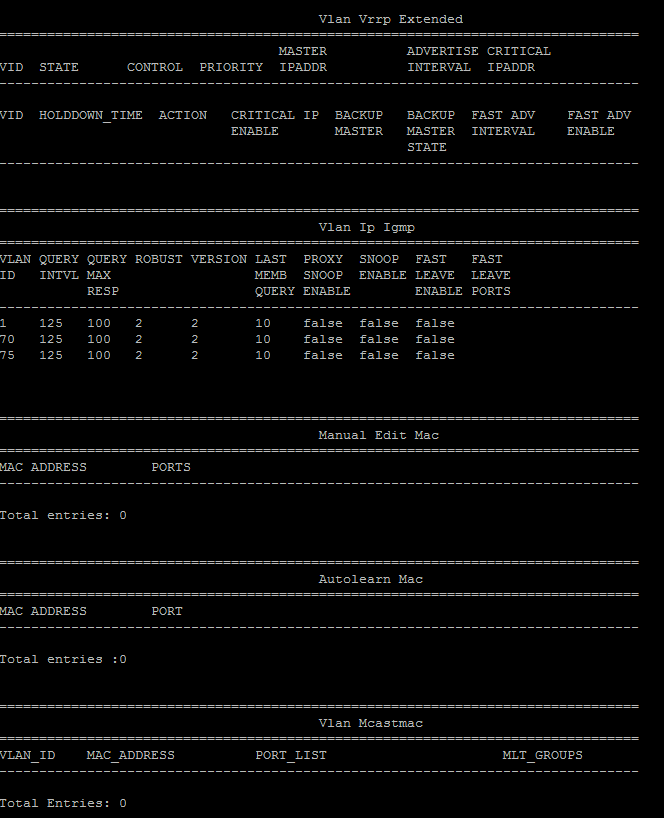 Vlan Vrrp Extended
================================================================================
                                   MASTER          ADVERTISE CRITICAL
VID  STATE      CONTROL  PRIORITY  IPADDR          INTERVAL  IPADDR
--------------------------------------------------------------------------------
VID  HOLDDOWN_TIME  ACTION   CRITICAL IP  BACKUP   BACKUP  FAST ADV    FAST ADV
                             ENABLE       MASTER   MASTER  INTERVAL    ENABLE
                                                   STATE
--------------------------------------------------------------------------------
================================================================================
Vlan Ip Igmp
================================================================================
VLAN QUERY QUERY ROBUST VERSION LAST  PROXY  SNOOP  FAST   FAST
ID   INTVL MAX                  MEMB  SNOOP  ENABLE LEAVE  LEAVE
           RESP                 QUERY ENABLE        ENABLE PORTS
--------------------------------------------------------------------------------
1    125   100   2      2       10    false  false  false
70   125   100   2      2       10    false  false  false
75   125   100   2      2       10    false  false  false
================================================================================
Manual Edit Mac
================================================================================
MAC ADDRESS        PORTS
--------------------------------------------------------------------------------
Total entries: 0
================================================================================
Autolearn Mac
================================================================================
MAC ADDRESS        PORT
--------------------------------------------------------------------------------
Total entries :0
================================================================================
Vlan Mcastmac
================================================================================
VLAN_ID    MAC_ADDRESS          PORT_LIST                      MLT_GROUPS
--------------------------------------------------------------------------------
Total Entries: 0